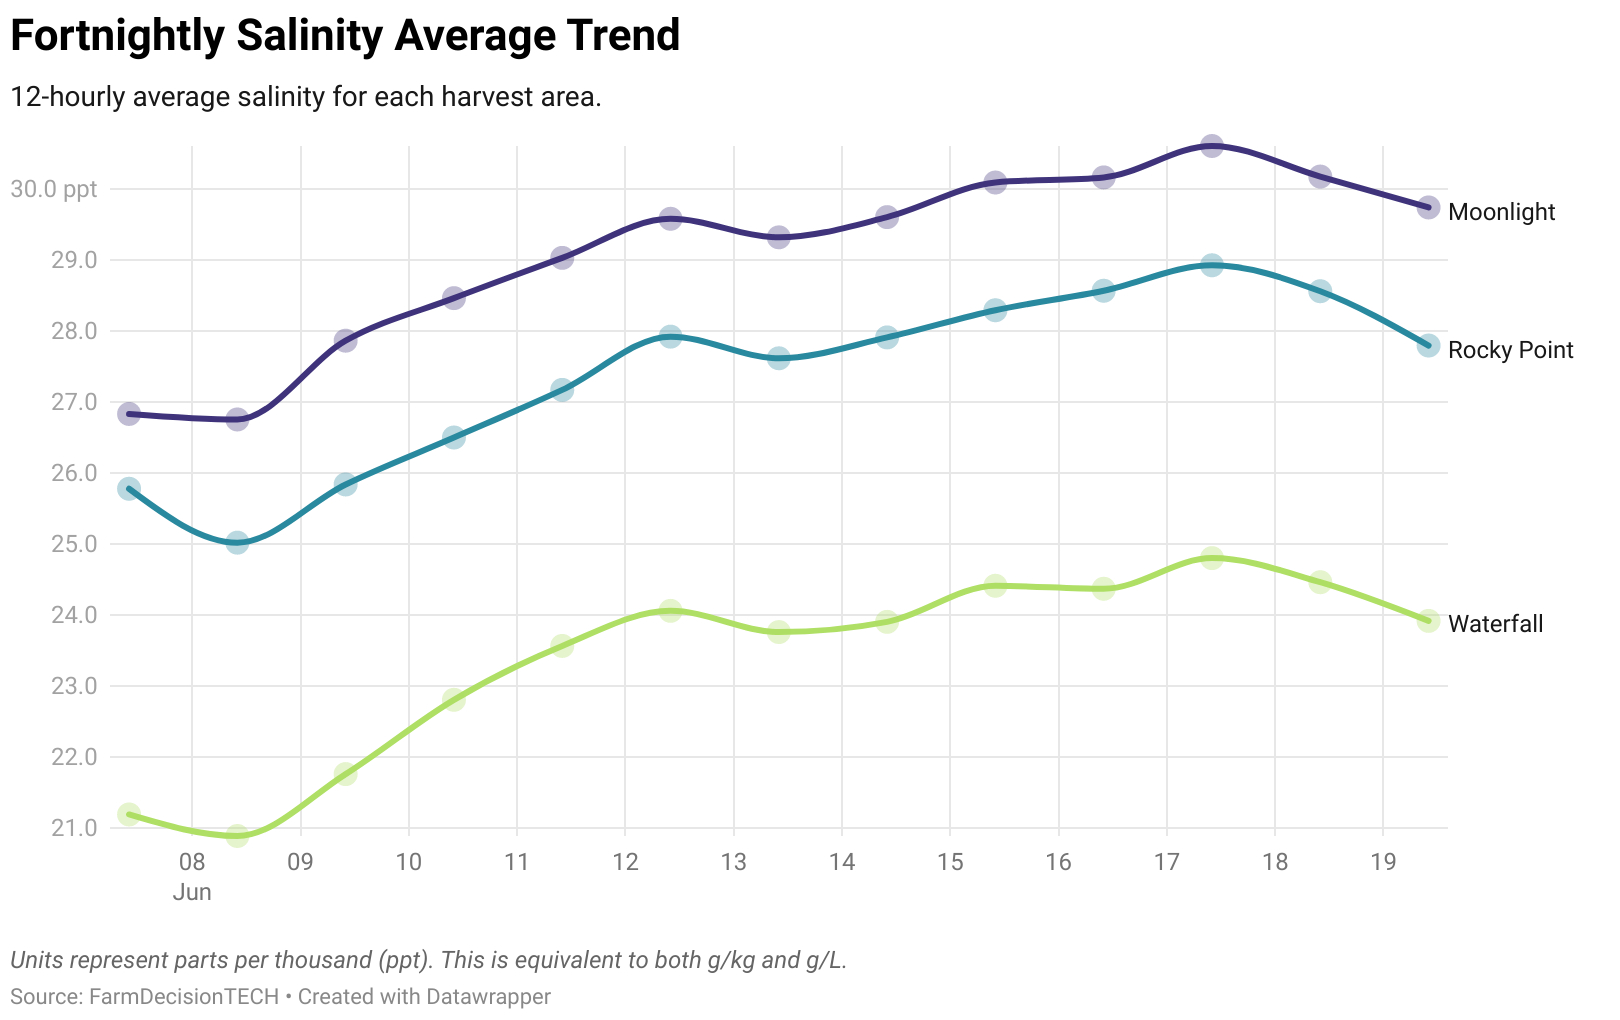 Fortnightly Salinity Average Trend
12-hourly average salinity for each harvest area.
30.0 ppt
29.0
28.0
27.0
26.0
25.0
24.0
23.0
22.0
21.0
Moonlight
Rocky Point
Waterfall
08 09 10 11 12 13 14 15 16 17 18 19
Jun
Units represent parts per thousand (ppt). This is equivalent to both g/kg and g/L.
Source: FarmDecisionTECH • Created with Datawrapper